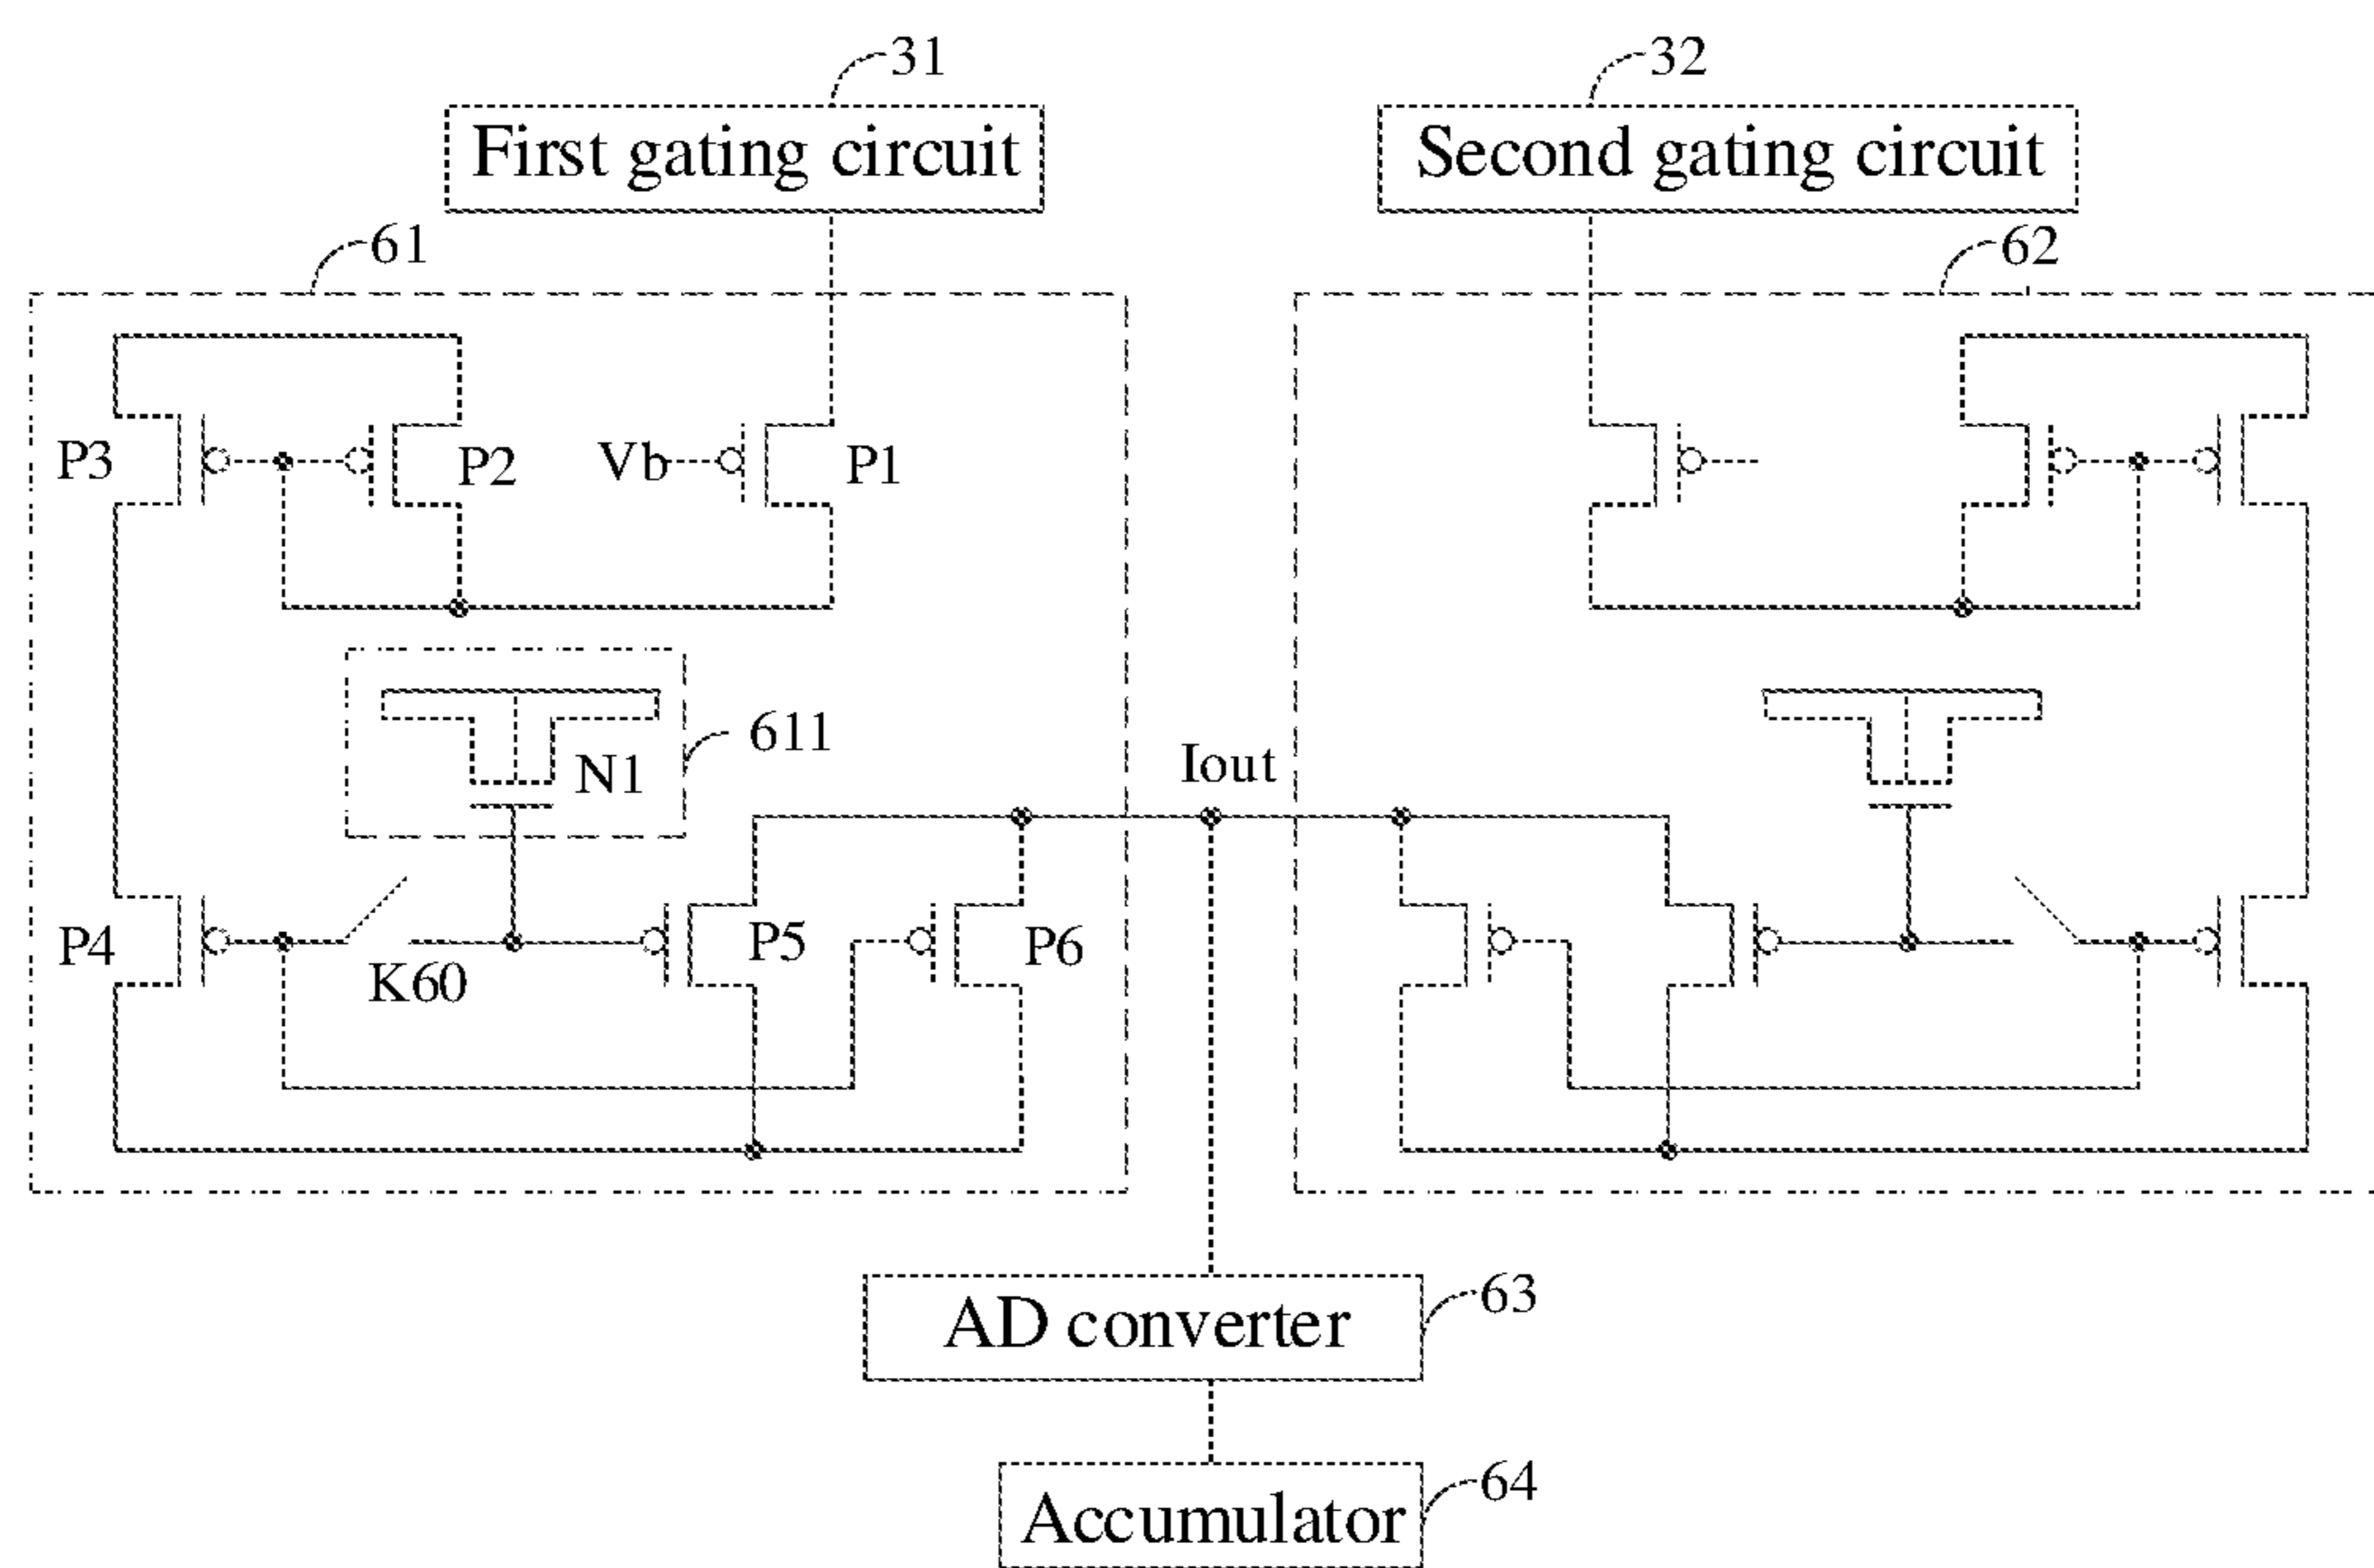 31
32
First gating circuit
Second gating circuit
61
62
P3
P2
Vb
P1
611
N1
Iout
P4
K60
P5
P6
AD converter
63
Accumulator
64